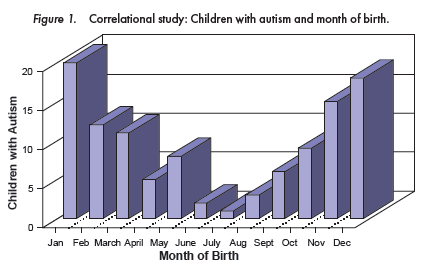 Figure 1. Correlational study: Children with autism and month of birth.
Children with Autism
20
15
10
5
0
Jan Feb March April May June July Aug Sept Oct Nov Dec
Month of Birth